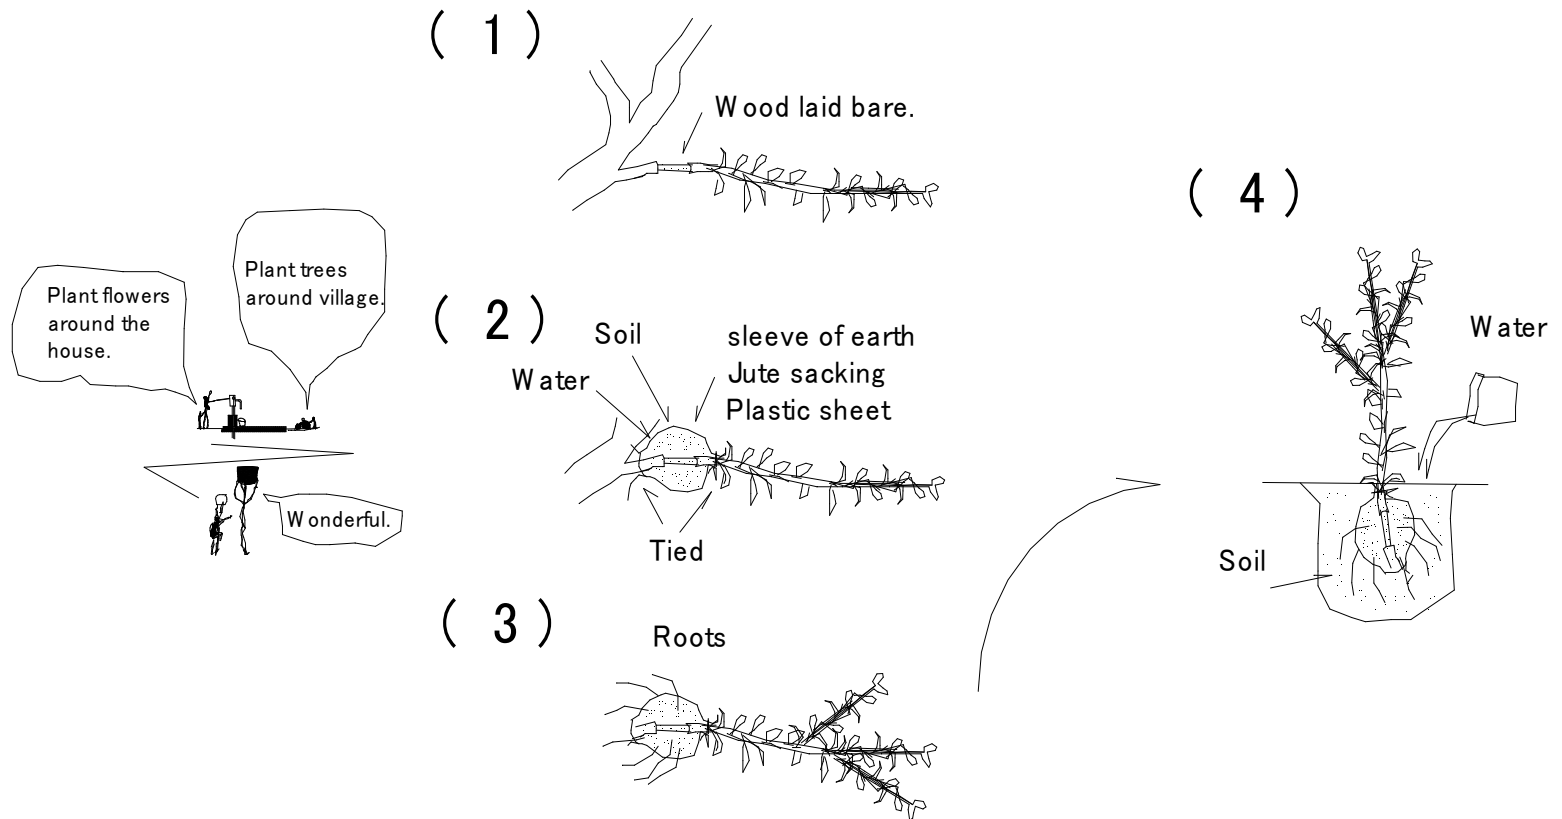 ( 1 )
Wood laid bare.
Plant trees
around village.
Plant flowers
around the
house.
Wonderful.
( 2 )
Soil
Water
sleeve of earth
Jute sacking
Plastic sheet
Tied
( 3 )
Roots
( 4 )
Water
Soil